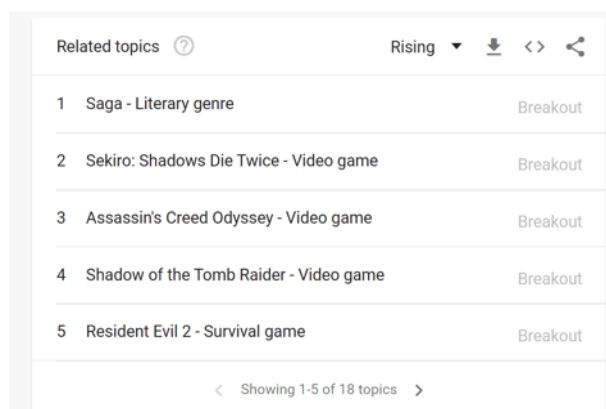 Related topics Rising
1 Saga - Literary genre Breakout
2 Sekiro: Shadows Die Twice - Video game Breakout
3 Assassin's Creed Odyssey - Video game Breakout
4 Shadow of the Tomb Raider - Video game Breakout
5 Resident Evil 2 - Survival game Breakout
Showing 1-5 of 18 topics